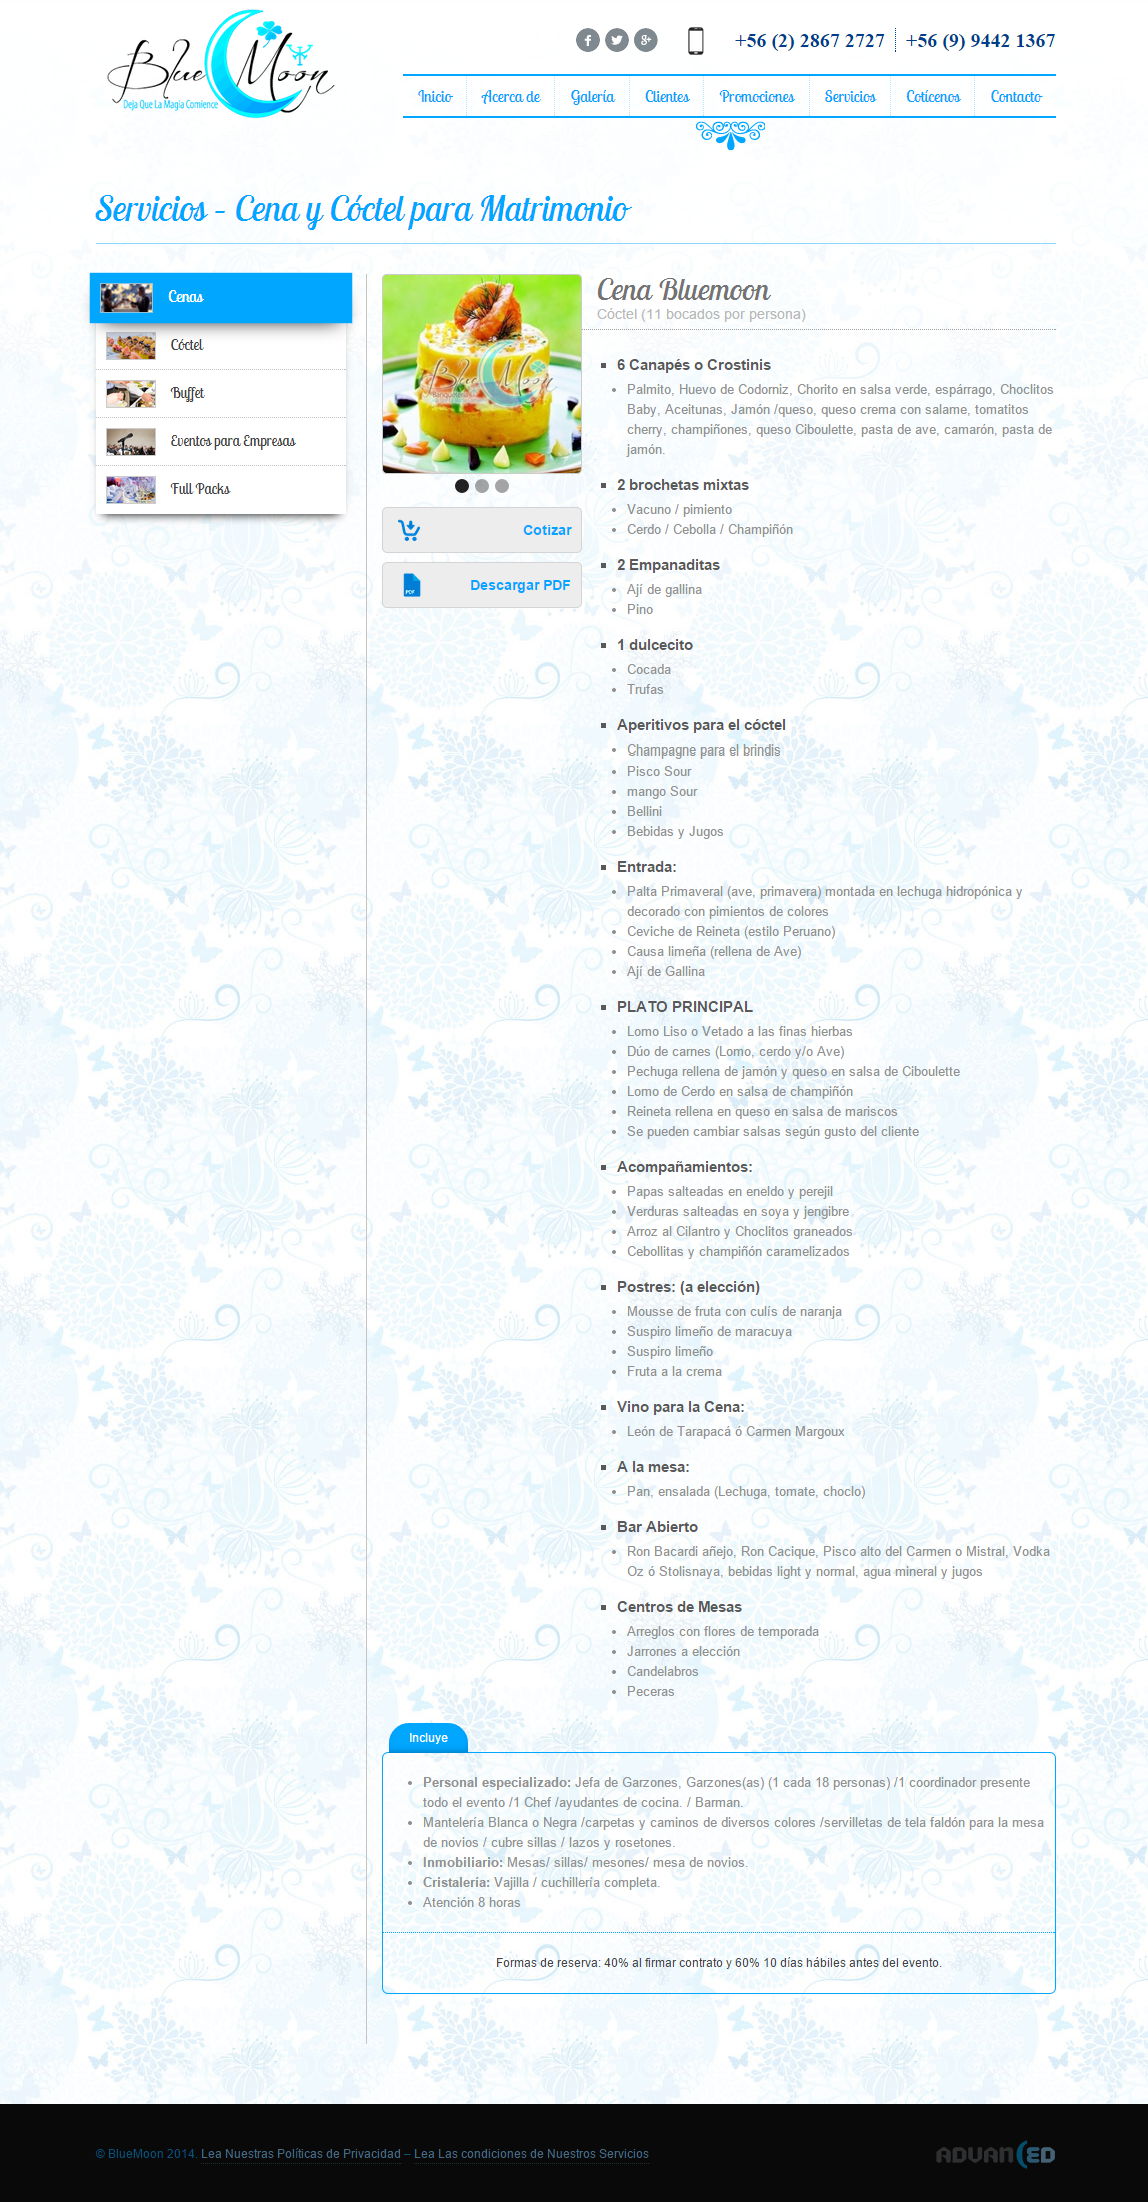 Blue Moon
Deja Que La Magia Comience
+56 (2) 2867 2727
+56 (9) 9442 1367
Inicio
Acerca de
Galería
Clientes
Promociones
Servicios
Cotícenos
Contacto
Servicios – Cena y Cóctel para Matrimonio
Cenas
Cóctel
Buffet
Eventos para Empresas
Full Packs
Blue Moon
Cotizar
PDF
Descargar PDF
Cena Bluemoon
Cóctel (11 bocados por persona)
6 Canapés o Crostinis
Palmito, Huevo de Codorniz, Chorito en salsa verde, espárrago, Choclitos
Baby, Aceitunas, Jamón /queso, queso crema con salame, tomatitos
cherry, champiñones, queso Ciboulette, pasta de ave, camarón, pasta de
jamón.
2 brochetas mixtas
Vacuno / pimiento
Cerdo / Cebolla / Champiñón
2 Empanaditas
Ají de gallina
Pino
1 dulcecito
Cocada
Trufas
Aperitivos para el cóctel
Champagne para el brindis
Pisco Sour
mango Sour
Bellini
Bebidas y Jugos
Entrada:
Palta Primaveral (ave, primavera) montada en lechuga hidropónica y
decorado con pimientos de colores
Ceviche de Reineta (estilo Peruano)
Causa limeña (rellena de Ave)
Ají de Gallina
PLATO PRINCIPAL
Lomo Liso o Vetado a las finas hierbas
Dúo de carnes (Lomo, cerdo y/o Ave)
Pechuga rellena de jamón y queso en salsa de Ciboulette
Lomo de Cerdo en salsa de champiñón
Reineta rellena en queso en salsa de mariscos
Se pueden cambiar salsas según gusto del cliente
Acompañamientos:
Papas salteadas en eneldo y perejil
Verduras salteadas en soya y jengibre
Arroz al Cilantro y Choclitos graneados
Cebollitas y champiñón caramelizados
Postres: (a elección)
Mousse de fruta con culís de naranja
Suspiro limeño de maracuya
Suspiro limeño
Fruta a la crema
Vino para la Cena:
León de Tarapacá ó Carmen Margoux
A la mesa:
Pan, ensalada (Lechuga, tomate, choclo)
Bar Abierto
Ron Bacardi añejo, Ron Cacique, Pisco alto del Carmen o Mistral, Vodka
Oz ó Stolisnaya, bebidas light y normal, agua mineral y jugos
Centros de Mesas
Arreglos con flores de temporada
Jarrones a elección
Candelabros
Peceras
Incluye
Personal especializado: Jefa de Garzones, Garzones(as) (1 cada 18 personas) /1 coordinador presente
todo el evento /1 Chef /ayudantes de cocina. / Barman.
Mantelería Blanca o Negra /carpetas y caminos de diversos colores /servilletas de tela faldón para la mesa
de novios / cubre sillas / lazos y rosetones.
Inmobiliario: Mesas/ sillas/ mesones/ mesa de novios.
Cristalería: Vajilla / cuchillería completa.
Atención 8 horas
Formas de reserva: 40% al firmar contrato y 60% 10 días hábiles antes del evento.
© BlueMoon 2014. Lea Nuestras Políticas de Privacidad – Lea Las condiciones de Nuestros Servicios
ADVANCED